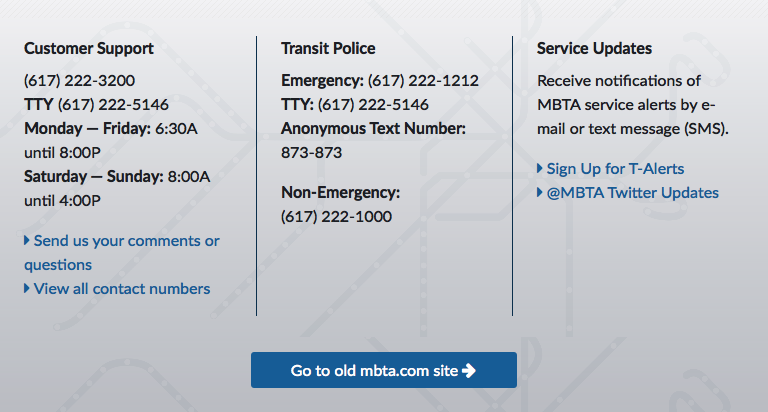 Customer Support
(617) 222-3200
TTY (617) 222-5146
Monday — Friday: 6:30A
until 8:00P
Saturday — Sunday: 8:00A
until 4:00P
Send us your comments or
questions
View all contact numbers
Transit Police
Emergency: (617) 222-1212
TTY: (617) 222-5146
Anonymous Text Number:
873-873
Non-Emergency:
(617) 222-1000
Service Updates
Receive notifications of
MBTA service alerts by e-
mail or text message (SMS).
Sign Up for T-Alerts
@MBTA Twitter Updates
Go to old mbta.com site